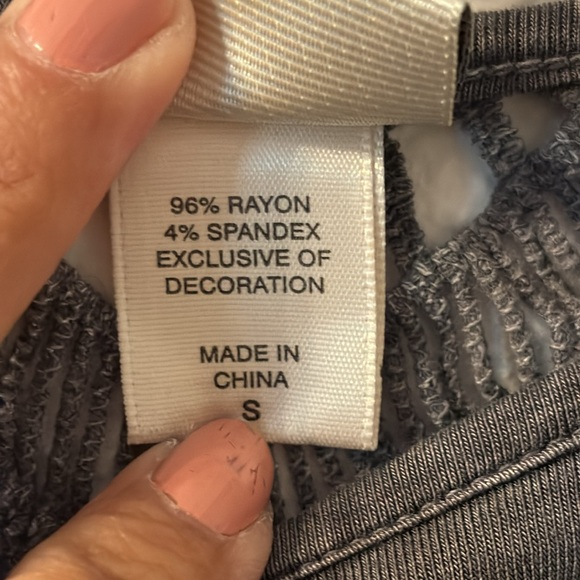 96% RAYON
4% SPANDEX
EXCLUSIVE OF
DECORATION
MADE IN
CHINA
S